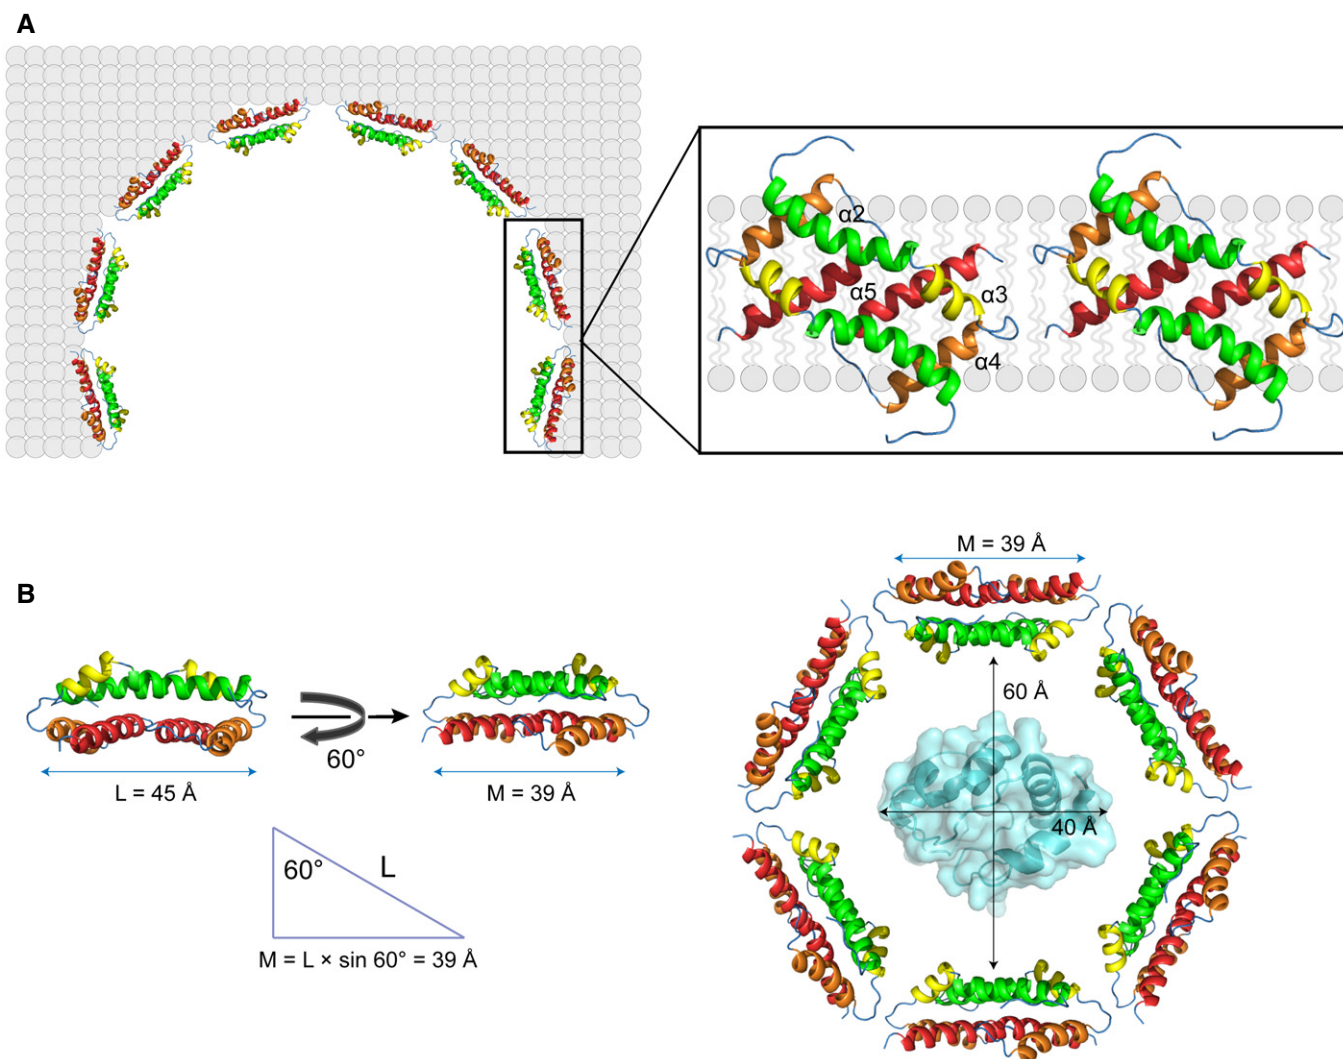 A
α2
α5
α3
α4
B
L = 45 Å
60°
M = 39 Å
60°
L
M = L × sin 60° = 39 Å
M = 39 Å
60 Å
40 Å